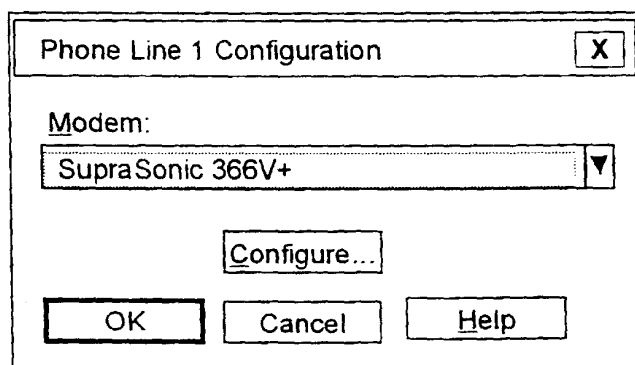 Phone Line 1 Configuration X
Modem:
SupraSonic 366V+
Configure...
OK Cancel Help